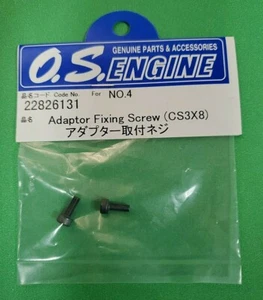 GENUINE PARTS & ACCESSORIES
O.S.ENGINE
品名コード Code No. For NO.4
22826131
品名 Adaptor Fixing Screw (CS3X8)
アダプター取付ネジ